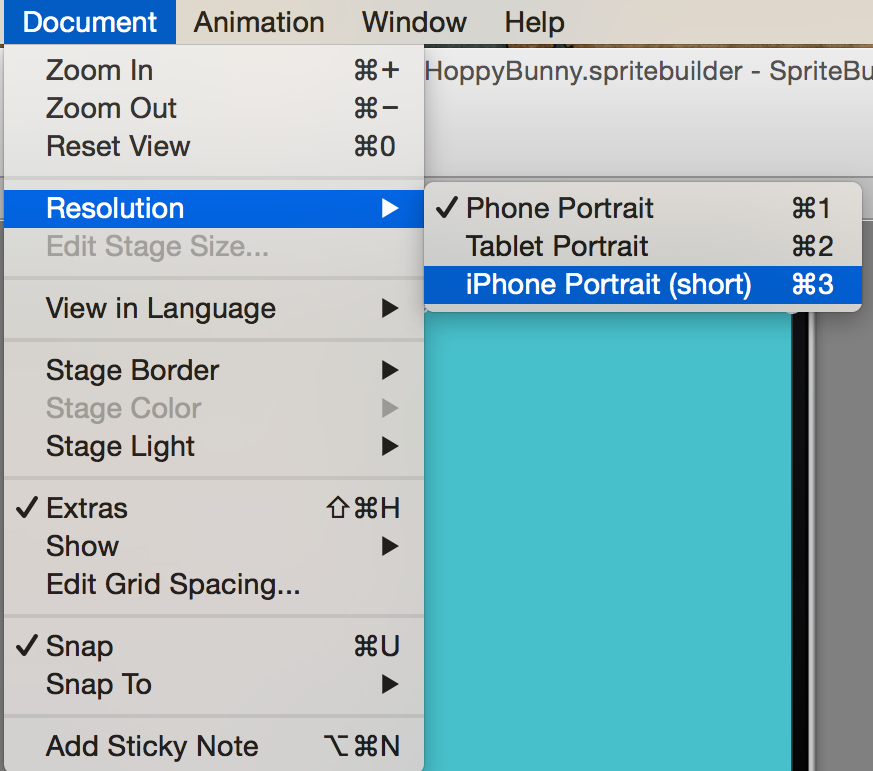 Document Animation Window Help
HoppyBunny.spritebuilder - SpriteBu
Zoom In ⌘+
Zoom Out ⌘−
Reset View ⌘0
Resolution ▶
Edit Stage Size...
View in Language ▶
Stage Border ▶
Stage Color ▶
Stage Light ▶
✓ Extras ⇧⌘H
Show ▶
Edit Grid Spacing...
✓ Snap ⌘U
Snap To ▶
Add Sticky Note ⌥⌘N
✓ Phone Portrait ⌘1
Tablet Portrait ⌘2
iPhone Portrait (short) ⌘3